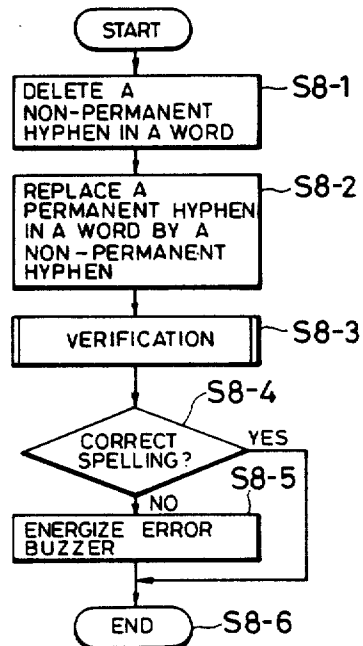 START
DELETE A
NON-PERMANENT
HYPHEN IN A WORD
S8-1
REPLACE A
PERMANENT HYPHEN
IN A WORD BY A
NON-PERMANENT
HYPHEN
S8-2
VERIFICATION
S8-3
S8-4
CORRECT
SPELLING?
YES
NO
S8-5
ENERGIZE ERROR
BUZZER
END
S8-6